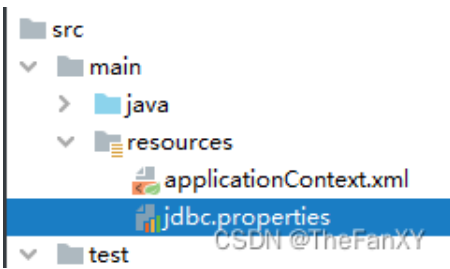 src
main
java
resources
applicationContext.xml
jdbc.properties
CSDN @TheFanXY
test